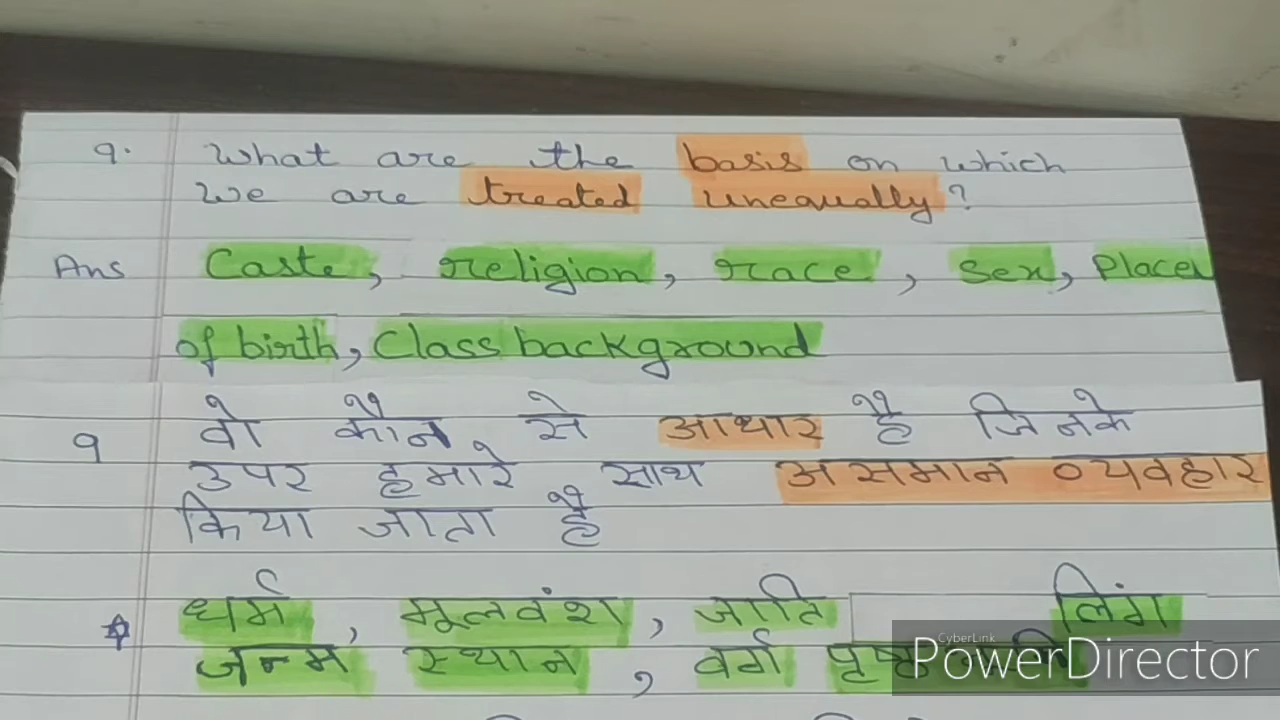 9. What are the basis on which
we are treated unequally?
Ans Caste, religion, race, Sex, Place
of birth, Class background
9 वो कौन से आधार है जिनके
उपर हमारे साथ असमान व्यवहार
किया जाता है
धर्म, मूलवंश, जाति लिंग
जन्म स्थान, वर्ग
CyberLink
PowerDirector